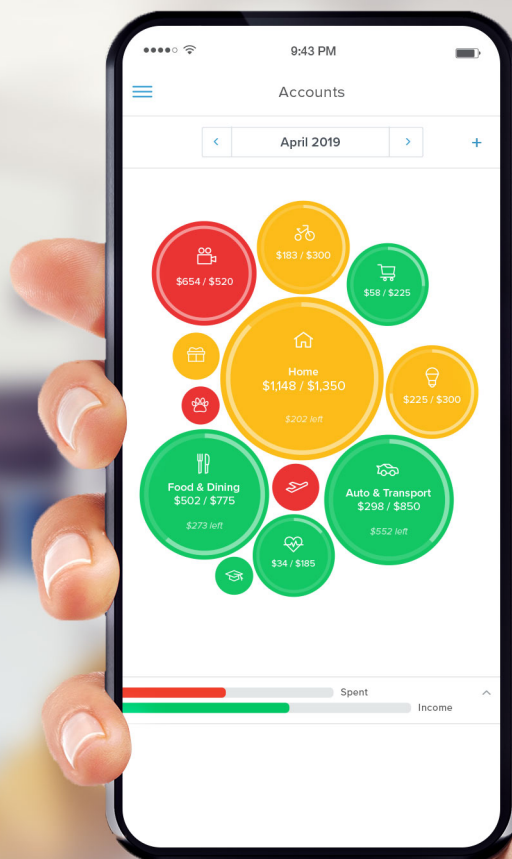 9:43 PM
Accounts
April 2019
$183 / $300
$654 / $520
$58 / $225
Home
$1,148 / $1,350
$202 left
$225 / $300
Food & Dining
$502 / $775
$273 left
Auto & Transport
$298 / $850
$552 left
$34 / $185
Spent
Income